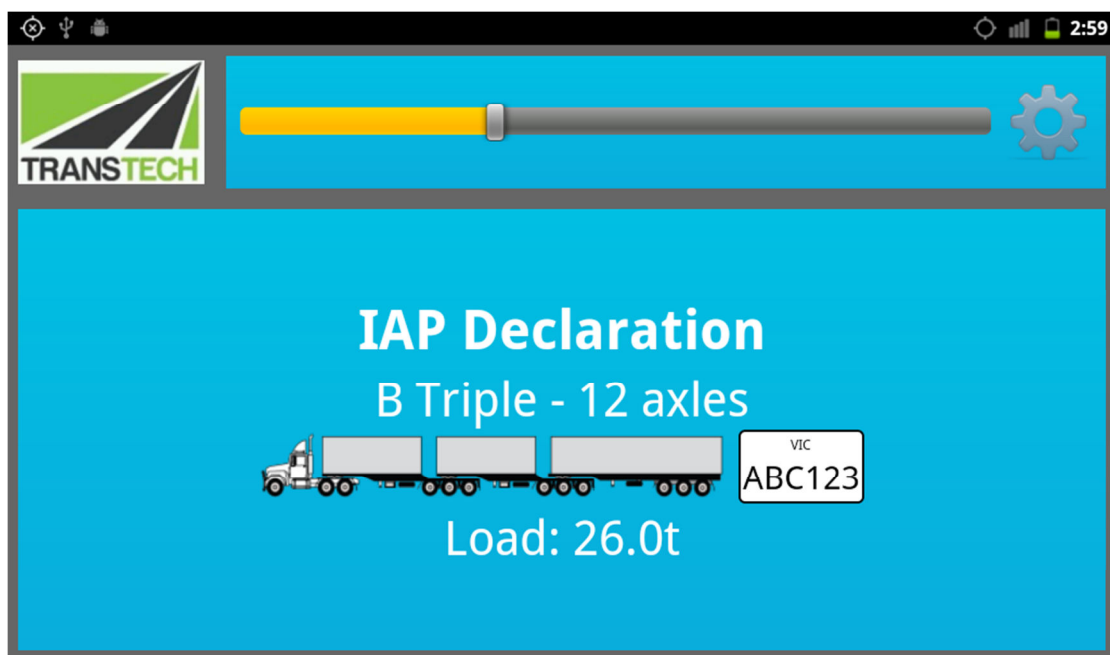 2:59
TRANSTECH
IAP Declaration
B Triple - 12 axles
VIC
ABC123
Load: 26.0t